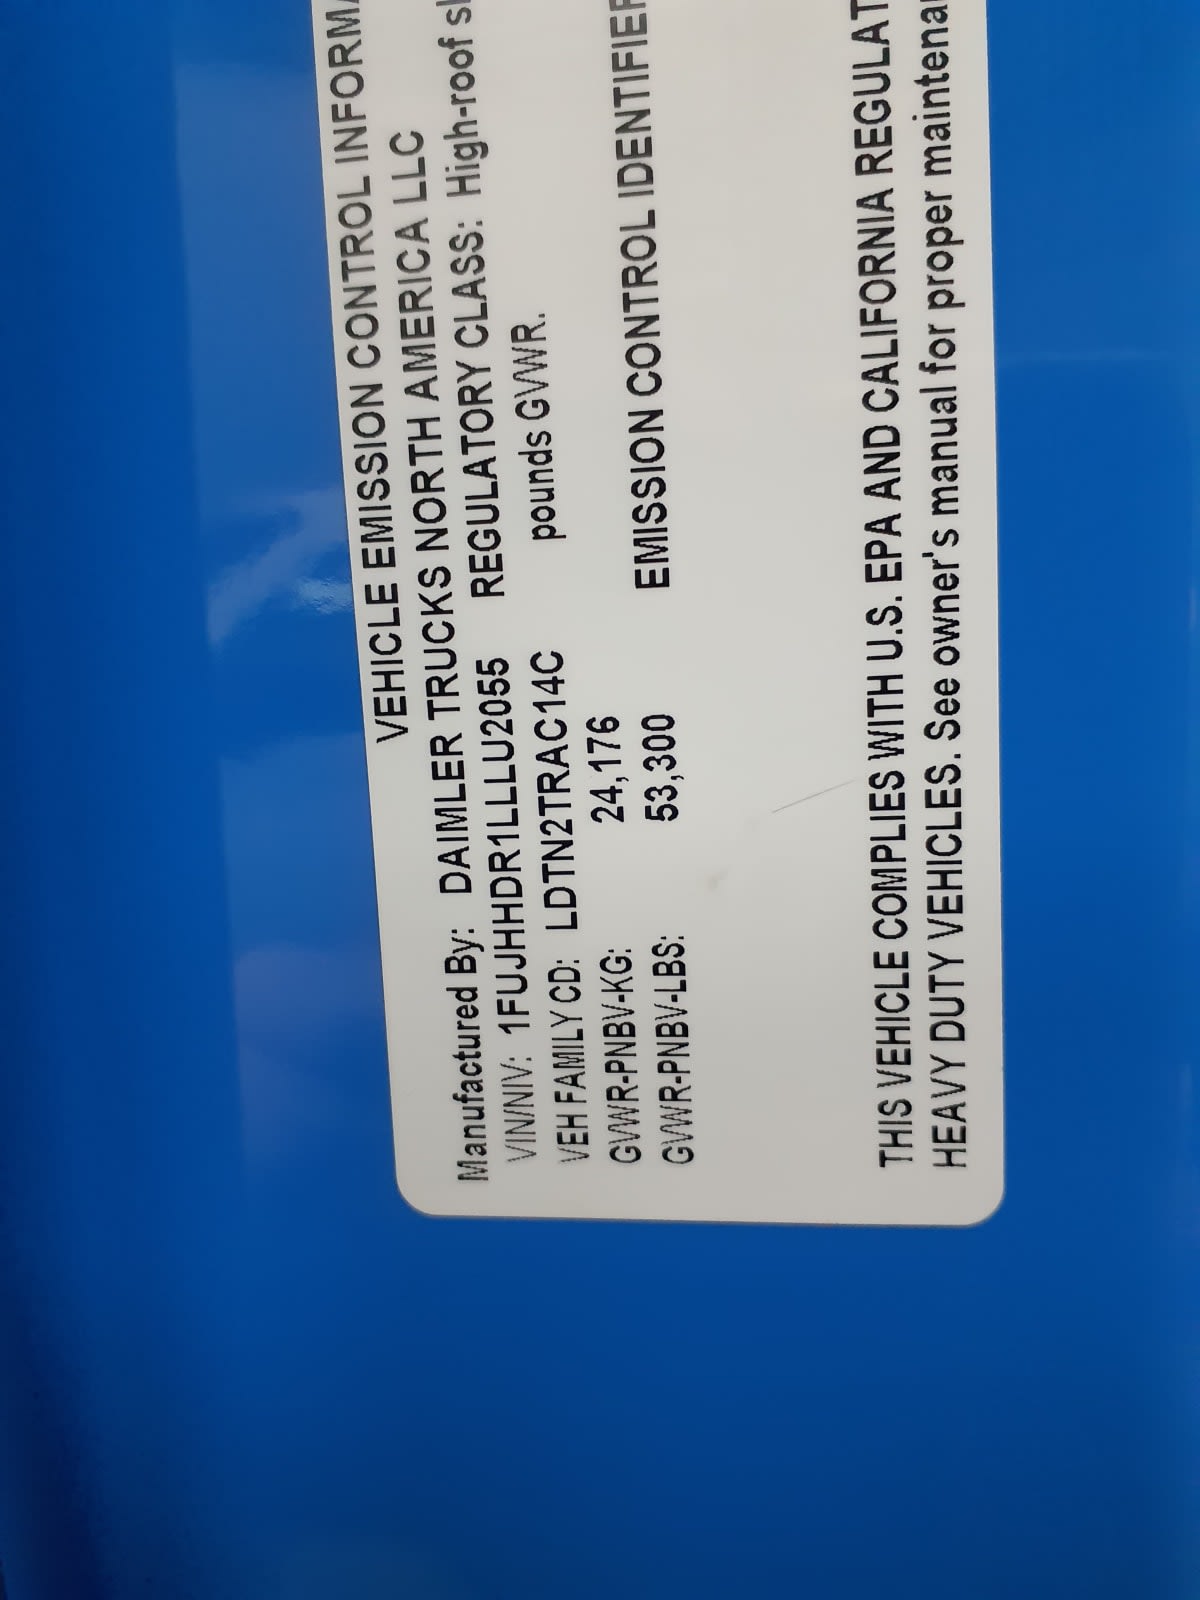 VEHICLE EMISSION CONTROL INFORMA
Manufactured By: DAIMLER TRUCKS NORTH AMERICA LLC
VIN/NIV: 1FUJHHDR1LLLU2055 REGULATORY CLASS: High-roof sl
VEH FAMILY CD: LDTN2TRAC14C pounds GVWR.
GVWR-PNBV-KG: 24,176
GVWR-PNBV-LBS: 53,300 EMISSION CONTROL IDENTIFIER
THIS VEHICLE COMPLIES WITH U.S. EPA AND CALIFORNIA REGULAT
HEAVY DUTY VEHICLES. See owner's manual for proper maintena